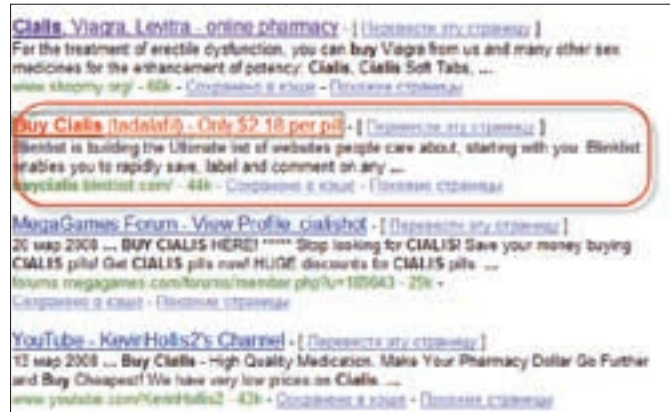 Cialis, Viagra, Levitra - online pharmacy - [ Перевести эту страницу ]
For the treatment of erectile dysfunction, you can buy Viagra from us and many other sex
medicines for the enhancement of potency: Cialis, Cialis Soft Tabs, ...
60k - Сохранено в кэше - Похожие страницы
Buy Cialis (tadalafil) - Only $2.18 per pill - [ Перевести эту страницу ]
Blinklist is building the Ultimate list of websites people care about, starting with you. Blinklist
enables you to rapidly save, label and comment on any ...
buycialis.blinklist.com/ - 44k - Сохранено в кэше - Похожие страницы
MegaGames Forum - View Profile: cialishot - [ Перевести эту страницу ]
20 мар 2008 ... BUY CIALIS HERE! ***** Stop looking for CIALIS! Save your money buying
CIALIS pills! Get CIALIS pills now! HUGE discounts for CIALIS pills. ...
forums.megagames.com/forums/member.php?u=185643 - 25k -
Сохранено в кэше - Похожие страницы
YouTube - KevinHollis2's Channel - [ Перевести эту страницу ]
13 мар 2008 ... Buy Cialis - High Quality Medication. Make Your Pharmacy Dollar Go Further
and Buy Cheapest! We have very low prices on Cialis. ...
www.youtube.com/KevinHollis2 - 43k - Сохранено в кэше - Похожие страницы